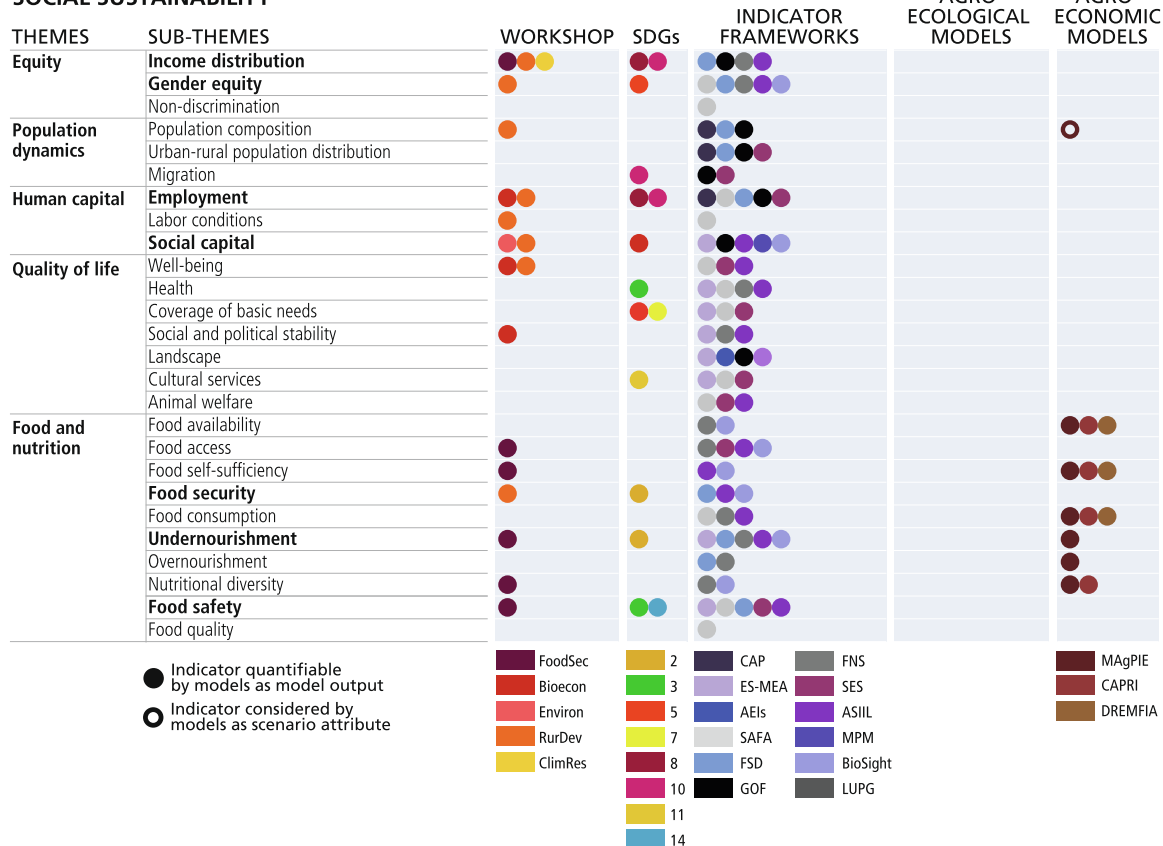 SOCIAL SUSTAINABILITY
THEMES
SUB-THEMES
WORKSHOP
SDGs
INDICATOR
FRAMEWORKS
AGRO-
ECOLOGICAL
MODELS
AGRO-
ECONOMIC
MODELS
Equity
Income distribution
Gender equity
Non-discrimination
Population
dynamics
Population composition
Urban-rural population distribution
Migration
Human capital
Employment
Labor conditions
Social capital
Quality of life
Well-being
Health
Coverage of basic needs
Social and political stability
Landscape
Cultural services
Animal welfare
Food and
nutrition
Food availability
Food access
Food self-sufficiency
Food security
Food consumption
Undernourishment
Overnourishment
Nutritional diversity
Food safety
Food quality
Indicator quantifiable
by models as model output
Indicator considered by
models as scenario attribute
FoodSec
Bioecon
Environ
RurDev
ClimRes
2
3
5
7
8
10
11
14
CAP
ES-MEA
AEIs
SAFA
FSD
GOF
FNS
SES
ASIIL
MPM
BioSight
LUPG
MAgPIE
CAPRI
DREMFIA